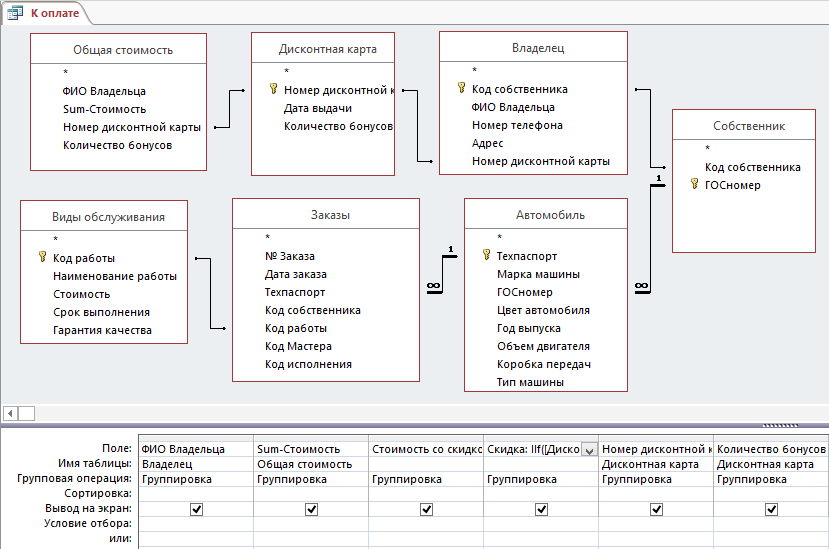 К оплате
Общая стоимость
*
ФИО Владельца
Sum-Стоимость
Номер дисконтной карты
Количество бонусов
Дисконтная карта
*
Номер дисконтной к
Дата выдачи
Количество бонусов
Владелец
*
Код собственника
ФИО Владельца
Номер телефона
Адрес
Номер дисконтной карты
Собственник
*
Код собственника
ГОСномер
Виды обслуживания
*
Код работы
Наименование работы
Стоимость
Срок выполнения
Гарантия качества
Заказы
*
№ Заказа
Дата заказа
Техпаспорт
Код собственника
Код работы
Код Мастера
Код исполнения
1
∞
Автомобиль
*
Техпаспорт
Марка машины
ГОСномер
Цвет автомобиля
Год выпуска
Объем двигателя
Коробка передач
Тип машины
1
∞
Поле: ФИО Владельца Sum-Стоимость Стоимость со скидко Скидка: IIf([Диско Номер дисконтной к Количество бонусов
Имя таблицы: Владелец Общая стоимость Дисконтная карта Дисконтная карта
Групповая операция: Группировка Группировка Группировка Группировка Группировка Группировка
Сортировка:
Вывод на экран:
Условие отбора:
или: